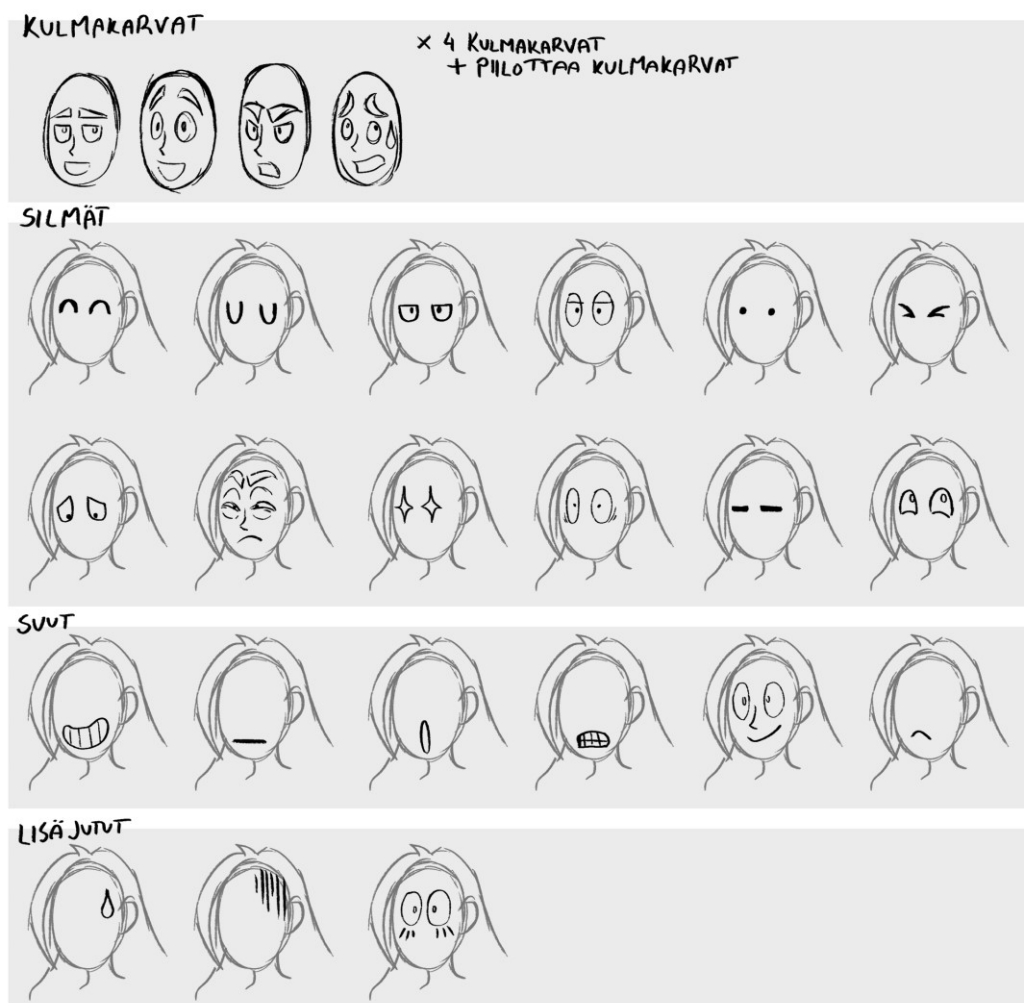 KULMAKARVAT
× 4 KULMAKARVAT
+ PIILOTTAA KULMAKARVAT
SILMÄT
SUUT
LISÄJUTUT